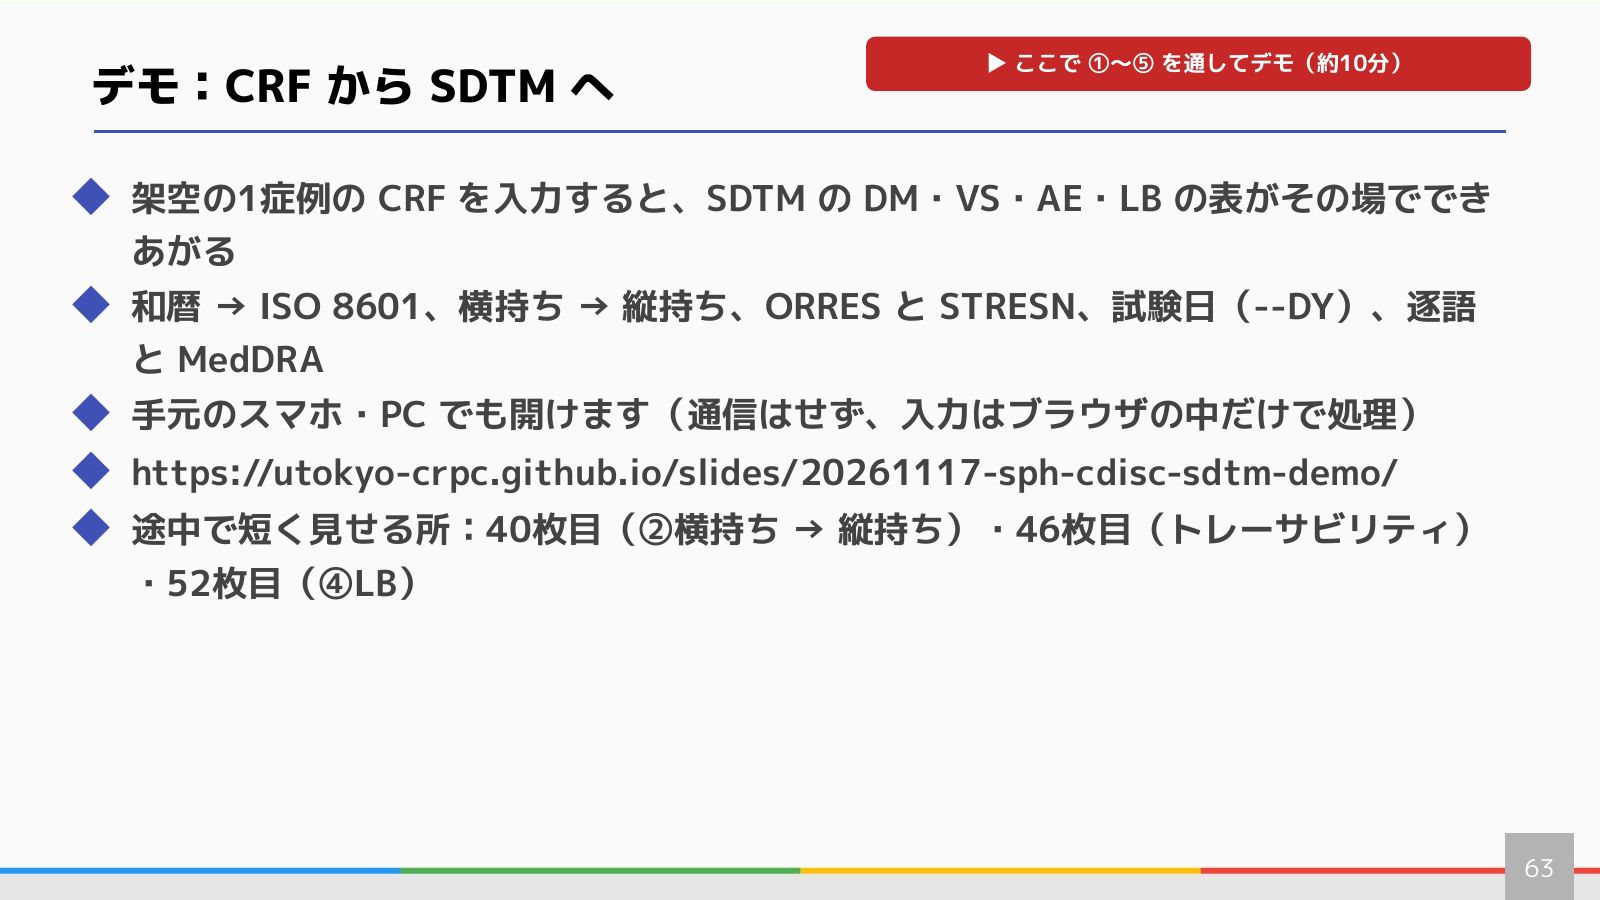 デモ：CRF から SDTM へ
▶ ここで ①〜⑤ を通してデモ（約10分）
◆ 架空の1症例の CRF を入力すると、SDTM の DM・VS・AE・LB の表がその場ででき
あがる
◆ 和暦 → ISO 8601、横持ち → 縦持ち、ORRES と STRESN、試験日（--DY）、逐語
と MedDRA
◆ 手元のスマホ・PC でも開けます（通信はせず、入力はブラウザの中だけで処理）
◆ https://utokyo-crpc.github.io/slides/20261117-sph-cdisc-sdtm-demo/
◆ 途中で短く見せる所：40枚目（②横持ち → 縦持ち）・46枚目（トレーサビリティ）
・52枚目（④LB）
63